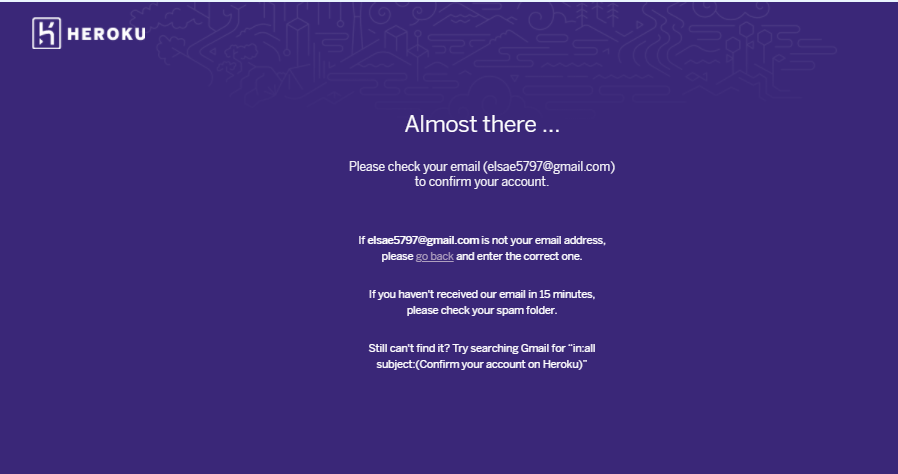 HEROKU
Almost there ...
Please check your email (elsae5797@gmail.com)
to confirm your account.
If elsae5797@gmail.com is not your email address,
please go back and enter the correct one.
If you haven't received our email in 15 minutes,
please check your spam folder.
Still can't find it? Try searching Gmail for “in:all
subject:(Confirm your account on Heroku)”